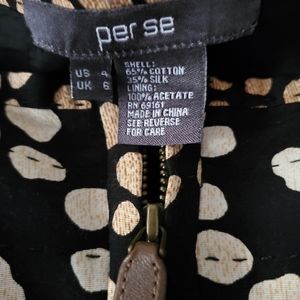 per se
US 4
UK 6
SHELL:
65% COTTON
35% SILK
LINING:
100% ACETATE
RN 69161
MADE IN CHINA
SEE REVERSE
FOR CARE